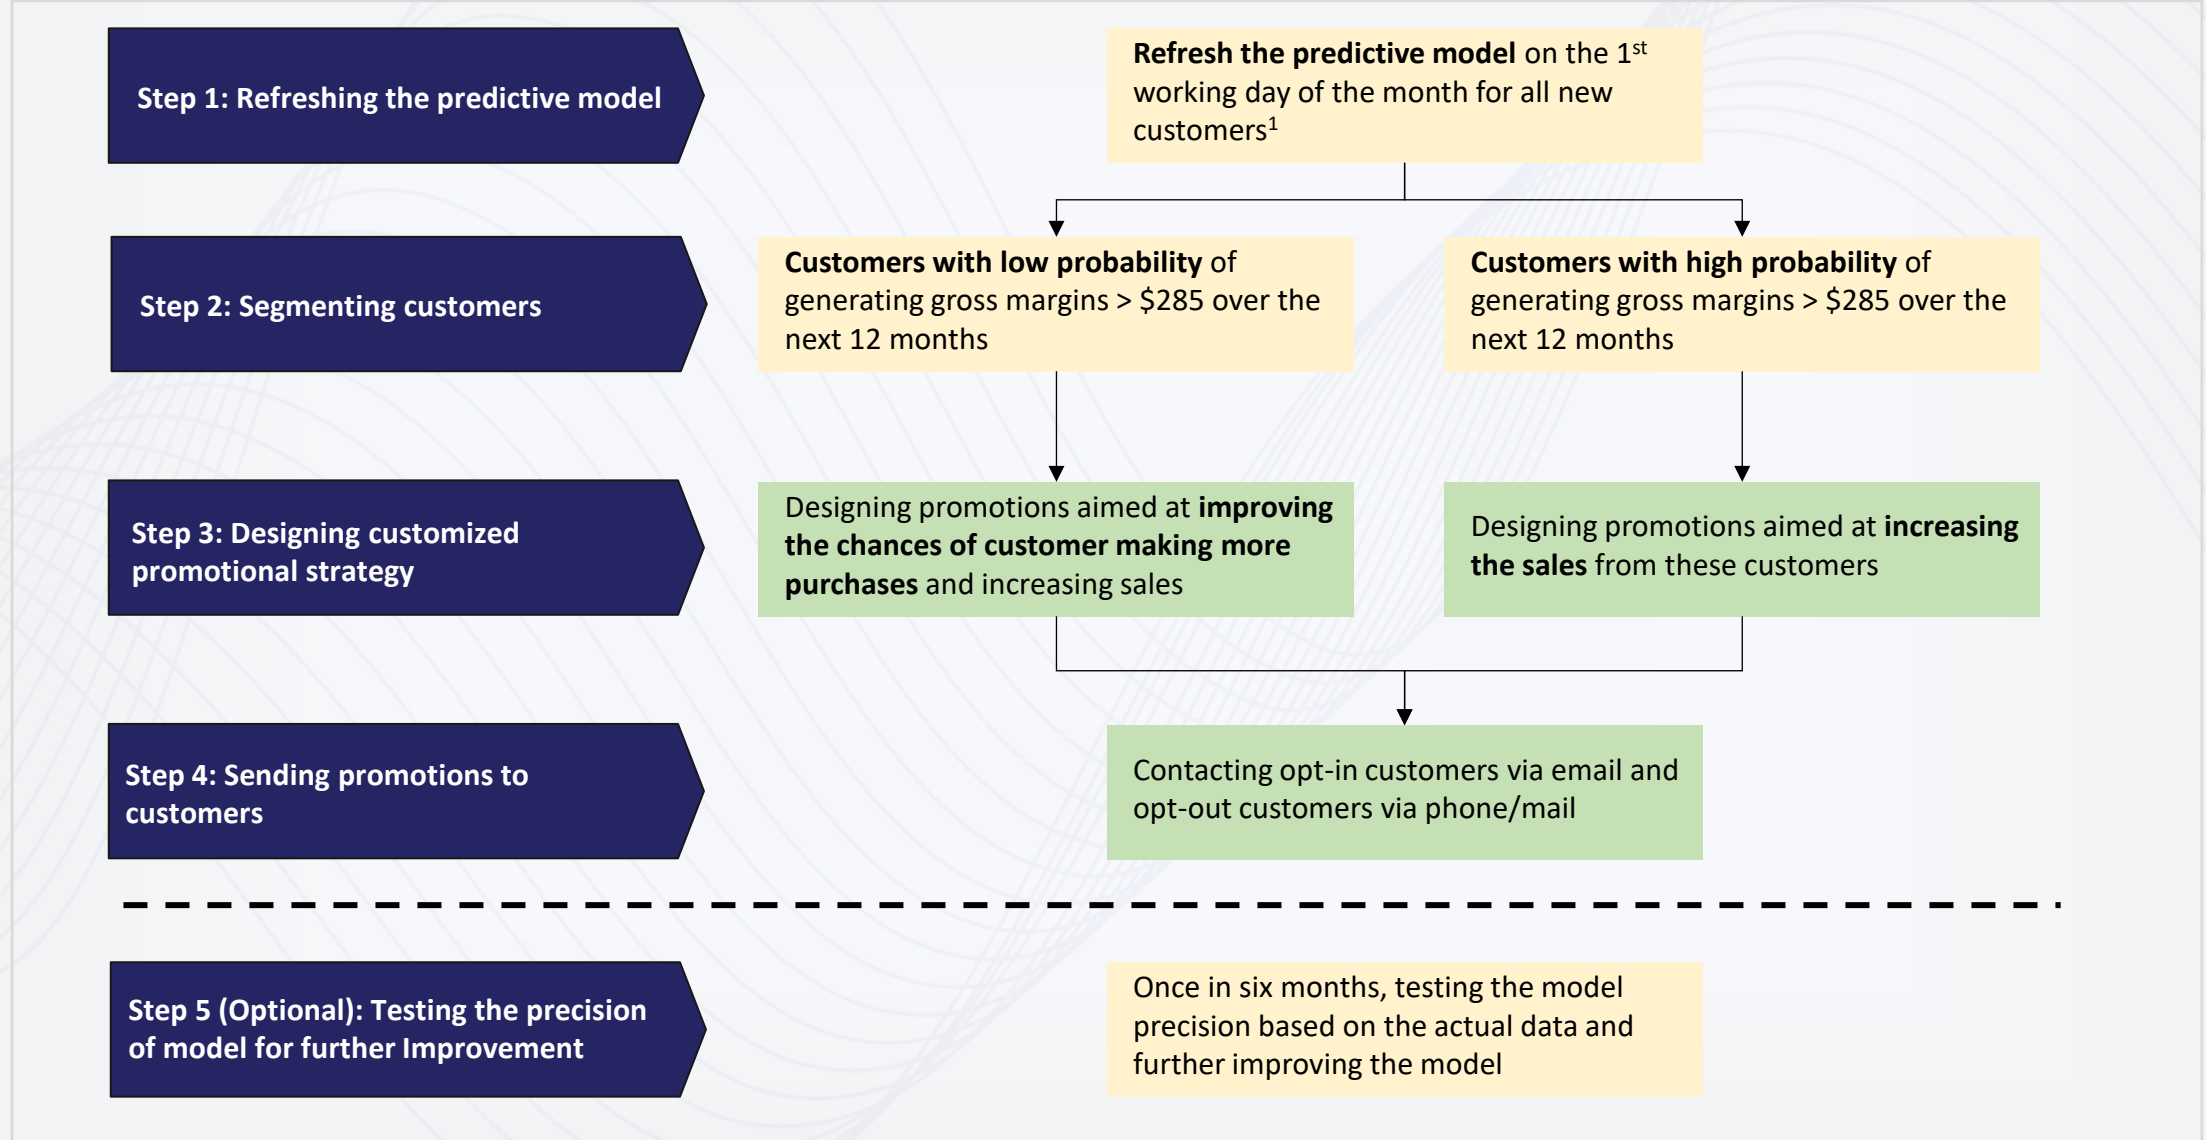 Step 1: Refreshing the predictive model
Refresh the predictive model on the 1st
working day of the month for all new
customers1
Step 2: Segmenting customers
Customers with low probability of
generating gross margins > $285 over the
next 12 months
Customers with high probability of
generating gross margins > $285 over the
next 12 months
Step 3: Designing customized
promotional strategy
Designing promotions aimed at improving
the chances of customer making more
purchases and increasing sales
Designing promotions aimed at increasing
the sales from these customers
Step 4: Sending promotions to
customers
Contacting opt-in customers via email and
opt-out customers via phone/mail
Step 5 (Optional): Testing the precision
of model for further Improvement
Once in six months, testing the model
precision based on the actual data and
further improving the model